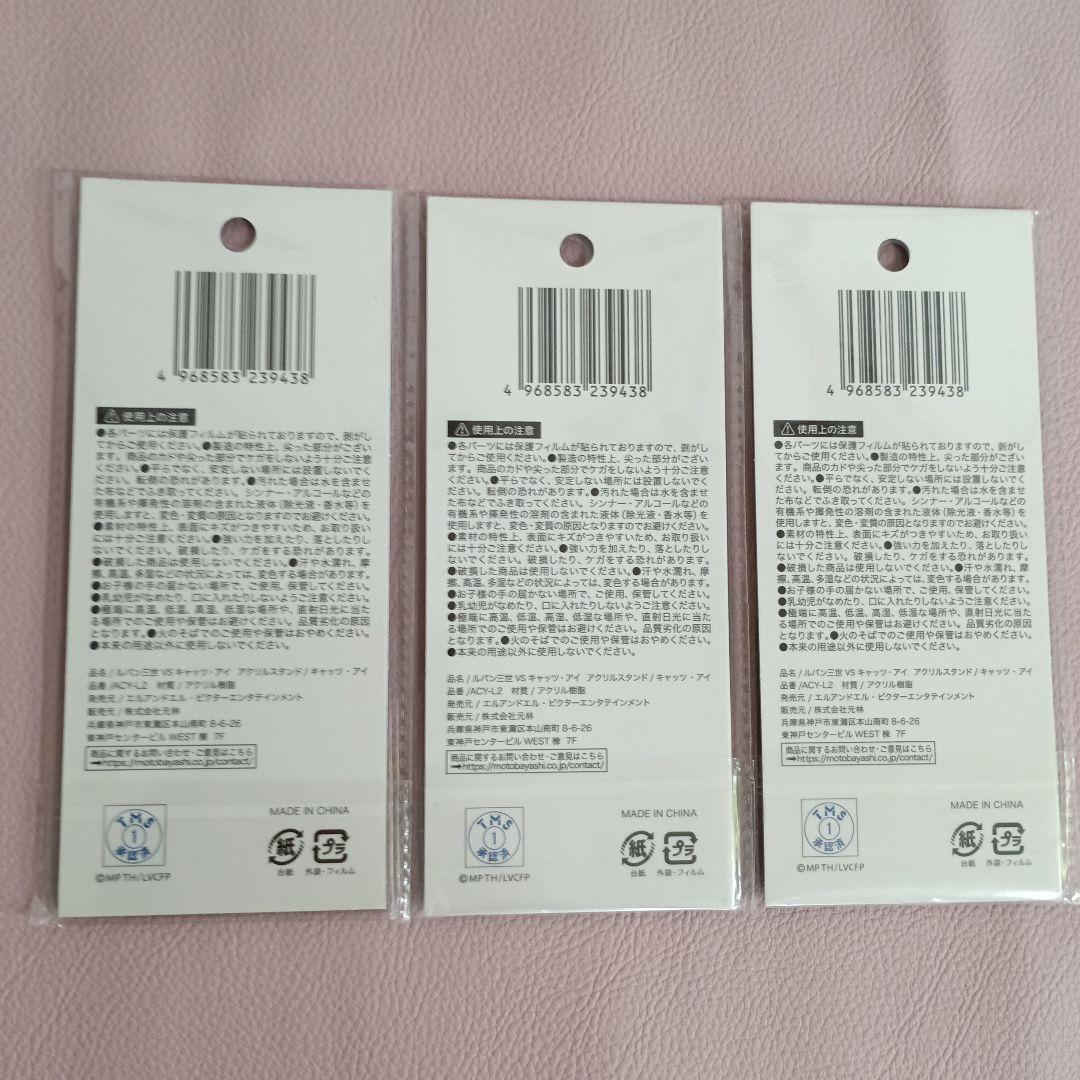 4 968583 239438
使用上の注意
●各パーツには保護フィルムが貼られておりますので、剥がし
てからご使用ください。●製造の特性上、尖った部分がござい
ます。商品のカドや尖った部分でケガをしないよう十分ご注意
ください。●平らでなく、安定しない場所には設置しないでく
ださい。転倒の恐れがあります。●汚れた場合は水を含ませ
た布などでふき取ってください。シンナー・アルコールなどの
有機系や揮発性の溶剤の含まれた液体(除光液・香水等)を
使用しますと、変色・変質の原因となりますのでお避けください。
●素材の特性上、表面にキズがつきやすいため、お取り扱い
には十分ご注意ください。●強い力を加えたり、落としたりし
ないでください。破損したり、ケガをする恐れがあります。
●破損した商品は使用しないでください。●汗や水濡れ、摩
擦、高温、多湿などの状況によっては、変色する場合があります。
●お子様の手の届かない場所で、ご使用、保管してください。
●乳幼児がなめたり、口に入れたりしないようご注意ください。
●極端に高温、低温、高湿、低湿な場所や、直射日光に当た
る場所でのご使用や保管はお避けください。品質劣化の原因
となります。●火のそばでのご使用はおやめください。
●本来の用途以外に使用しないでください。
品名/ルパン三世 VS キャッツ・アイ アクリルスタンド/キャッツ・アイ
品番/ACY-L2 材質/アクリル樹脂
発売元/エルアンドエル・ビクターエンタテインメント
販売元/株式会社元林
兵庫県神戸市東灘区本山南町 8-6-26
東神戸センタービル WEST 棟 7F
商品に関するお問い合わせ・ご意見はこちら
➞https://motobayashi.co.jp/contact/
MADE IN CHINA
TMS
1
承認済
紙
プラ
台紙 外袋・フィルム
©MP TH/LVCFP
4 968583 239438
使用上の注意
●各パーツには保護フィルムが貼られておりますので、剥がし
てからご使用ください。●製造の特性上、尖った部分がござい
ます。商品のカドや尖った部分でケガをしないよう十分ご注意
ください。●平らでなく、安定しない場所には設置しないでく
ださい。転倒の恐れがあります。●汚れた場合は水を含ませ
た布などでふき取ってください。シンナー・アルコールなどの
有機系や揮発性の溶剤の含まれた液体(除光液・香水等)を
使用しますと、変色・変質の原因となりますのでお避けください。
●素材の特性上、表面にキズがつきやすいため、お取り扱い
には十分ご注意ください。●強い力を加えたり、落としたりし
ないでください。破損したり、ケガをする恐れがあります。
●破損した商品は使用しないでください。●汗や水濡れ、摩
擦、高温、多湿などの状況によっては、変色する場合があります。
●お子様の手の届かない場所で、ご使用、保管してください。
●乳幼児がなめたり、口に入れたりしないようご注意ください。
●極端に高温、低温、高湿、低湿な場所や、直射日光に当た
る場所でのご使用や保管はお避けください。品質劣化の原因
となります。●火のそばでのご使用はおやめください。
●本来の用途以外に使用しないでください。
品名/ルパン三世 VS キャッツ・アイ アクリルスタンド/キャッツ・アイ
品番/ACY-L2 材質/アクリル樹脂
発売元/エルアンドエル・ビクターエンタテインメント
販売元/株式会社元林
兵庫県神戸市東灘区本山南町 8-6-26
東神戸センタービル WEST 棟 7F
商品に関するお問い合わせ・ご意見はこちら
➞https://motobayashi.co.jp/contact/
MADE IN CHINA
TMS
1
承認済
紙
プラ
台紙 外袋・フィルム
©MP TH/LVCFP
4 968583 239438
使用上の注意
●各パーツには保護フィルムが貼られておりますので、剥がし
てからご使用ください。●製造の特性上、尖った部分がござい
ます。商品のカドや尖った部分でケガをしないよう十分ご注意
ください。●平らでなく、安定しない場所には設置しないでく
ださい。転倒の恐れがあります。●汚れた場合は水を含ませ
た布などでふき取ってください。シンナー・アルコールなどの
有機系や揮発性の溶剤の含まれた液体(除光液・香水等)を
使用しますと、変色・変質の原因となりますのでお避けください。
●素材の特性上、表面にキズがつきやすいため、お取り扱い
には十分ご注意ください。●強い力を加えたり、落としたりし
ないでください。破損したり、ケガをする恐れがあります。
●破損した商品は使用しないでください。●汗や水濡れ、摩
擦、高温、多湿などの状況によっては、変色する場合があります。
●お子様の手の届かない場所で、ご使用、保管してください。
●乳幼児がなめたり、口に入れたりしないようご注意ください。
●極端に高温、低温、高湿、低湿な場所や、直射日光に当た
る場所でのご使用や保管はお避けください。品質劣化の原因
となります。●火のそばでのご使用はおやめください。
●本来の用途以外に使用しないでください。
品名/ルパン三世 VS キャッツ・アイ アクリルスタンド/キャッツ・アイ
品番/ACY-L2 材質/アクリル樹脂
発売元/エルアンドエル・ビクターエンタテインメント
販売元/株式会社元林
兵庫県神戸市東灘区本山南町 8-6-26
東神戸センタービル WEST 棟 7F
商品に関するお問い合わせ・ご意見はこちら
➞https://motobayashi.co.jp/contact/
MADE IN CHINA
TMS
1
承認済
紙
プラ
台紙 外袋・フィルム
©MP TH/LVCFP